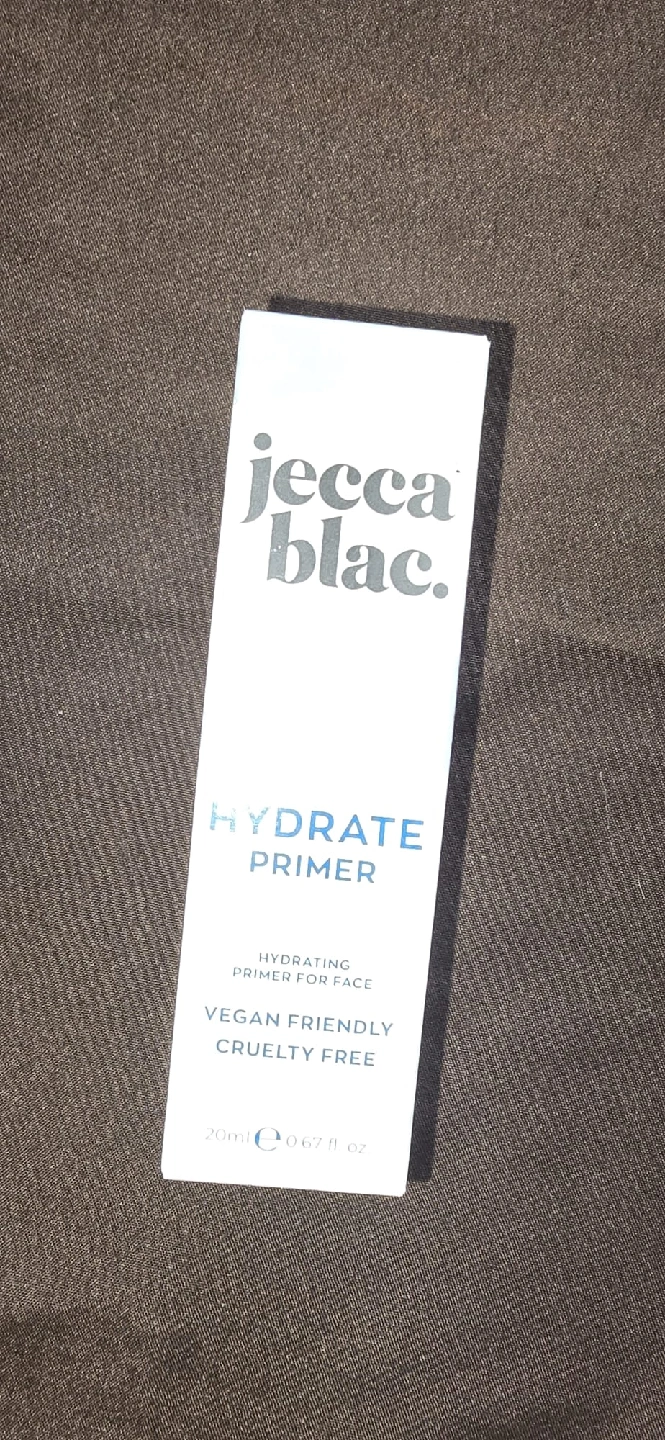 jecca
blac.
HYDRATE
PRIMER
HYDRATING
PRIMER FOR FACE
VEGAN FRIENDLY
CRUELTY FREE
20ml ℮ 0.67 fl. oz.